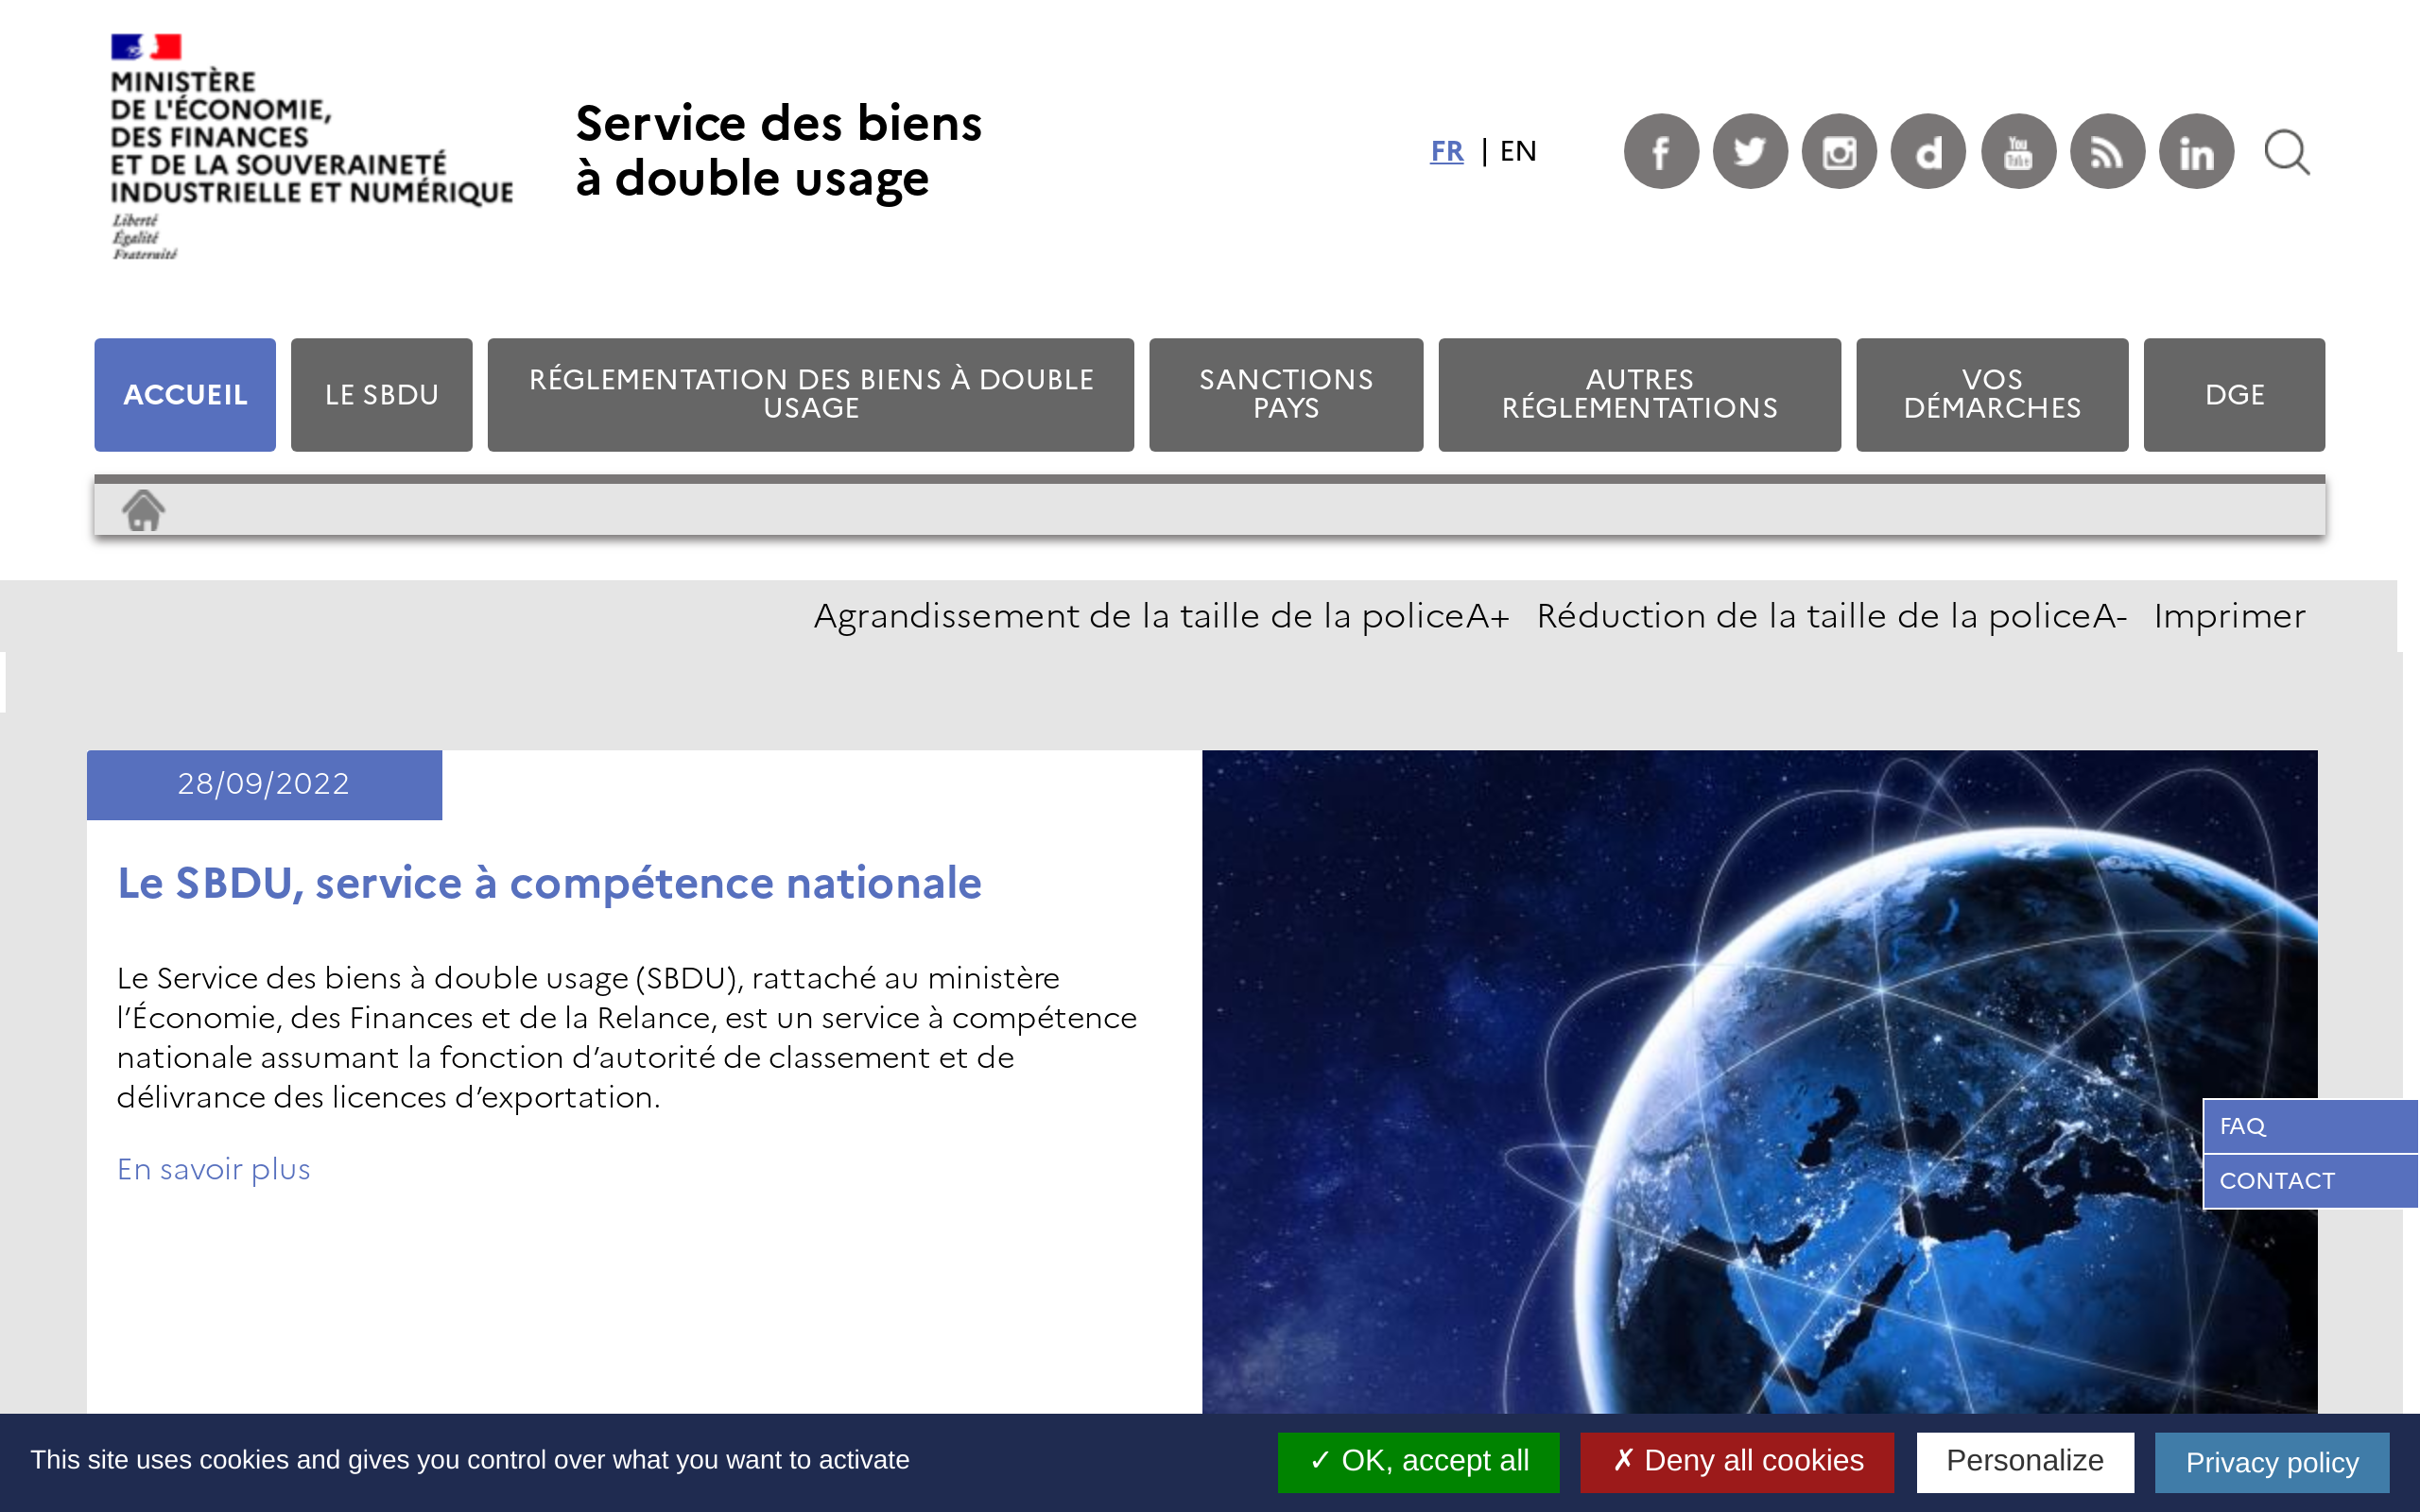 MINISTÈRE
DE L'ÉCONOMIE,
DES FINANCES
ET DE LA SOUVERAINETÉ
INDUSTRIELLE ET NUMÉRIQUE
Liberté
Égalité
Fraternité
Service des biens
à double usage
FR | EN
ACCUEIL
LE SBDU
RÉGLEMENTATION DES BIENS À DOUBLE
USAGE
SANCTIONS
PAYS
AUTRES
RÉGLEMENTATIONS
VOS
DÉMARCHES
DGE
Agrandissement de la taille de la policeA+ Réduction de la taille de la policeA- Imprimer
28/09/2022
Le SBDU, service à compétence nationale
Le Service des biens à double usage (SBDU), rattaché au ministère
l’Économie, des Finances et de la Relance, est un service à compétence
nationale assumant la fonction d’autorité de classement et de
délivrance des licences d’exportation.
En savoir plus
FAQ
CONTACT
This site uses cookies and gives you control over what you want to activate
✓ OK, accept all
✗ Deny all cookies
Personalize
Privacy policy